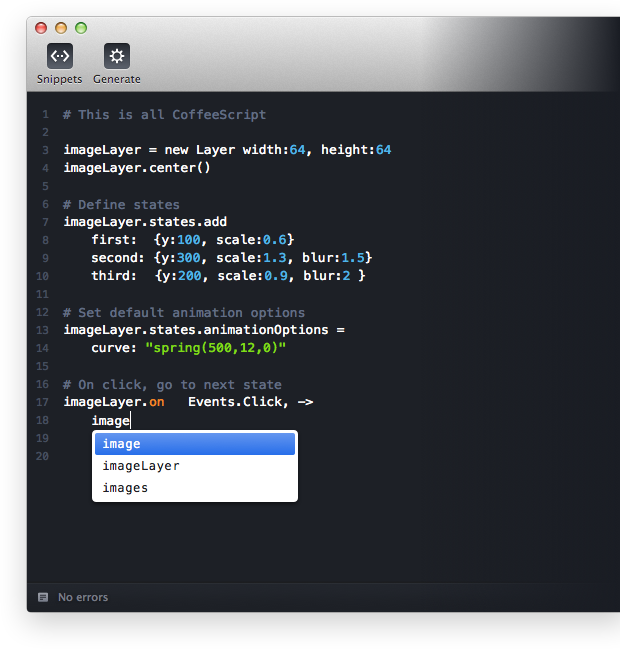 Snippets Generate
1 # This is all CoffeeScript
2
3 imageLayer = new Layer width:64, height:64
4 imageLayer.center()
5
6 # Define states
7 imageLayer.states.add
8 first:  {y:100, scale:0.6}
9 second: {y:300, scale:1.3, blur:1.5}
10 third:  {y:200, scale:0.9, blur:2 }
11
12 # Set default animation options
13 imageLayer.states.animationOptions =
14 curve: "spring(500,12,0)"
15
16 # On click, go to next state
17 imageLayer.on   Events.Click, ->
18 image
19 image
imageLayer
20
images
No errors